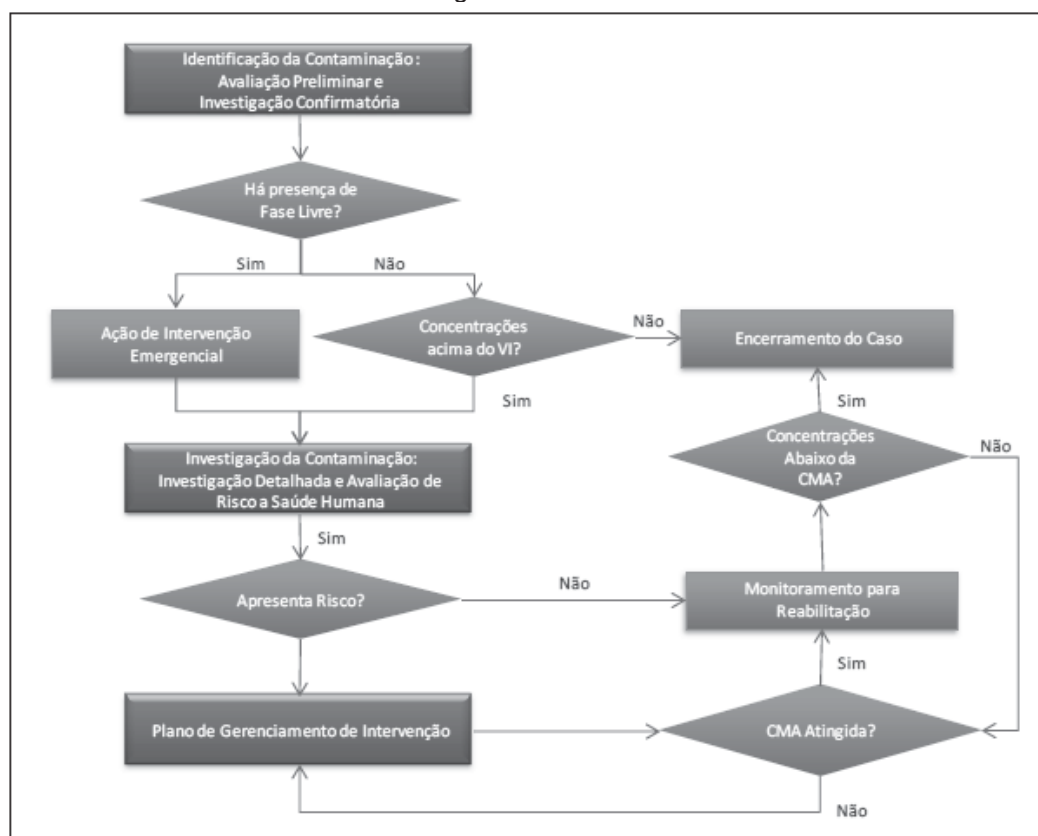 Identificação da Contaminação :
Avaliação Preliminar e
Investigação Confirmatória
Há presença de
Fase Livre?
Sim
Não
Ação de Intervenção
Emergencial
Concentrações
acima do VI?
Não
Encerramento do Caso
Sim
Sim
Concentrações
Abaixo da
CMA?
Não
Investigação da Contaminação:
Investigação Detalhada e Avaliação de
Risco a Saúde Humana
Sim
Apresenta Risco?
Não
Monitoramento para
Reabilitação
Sim
Plano de Gerenciamento de Intervenção
CMA Atingida?
Não